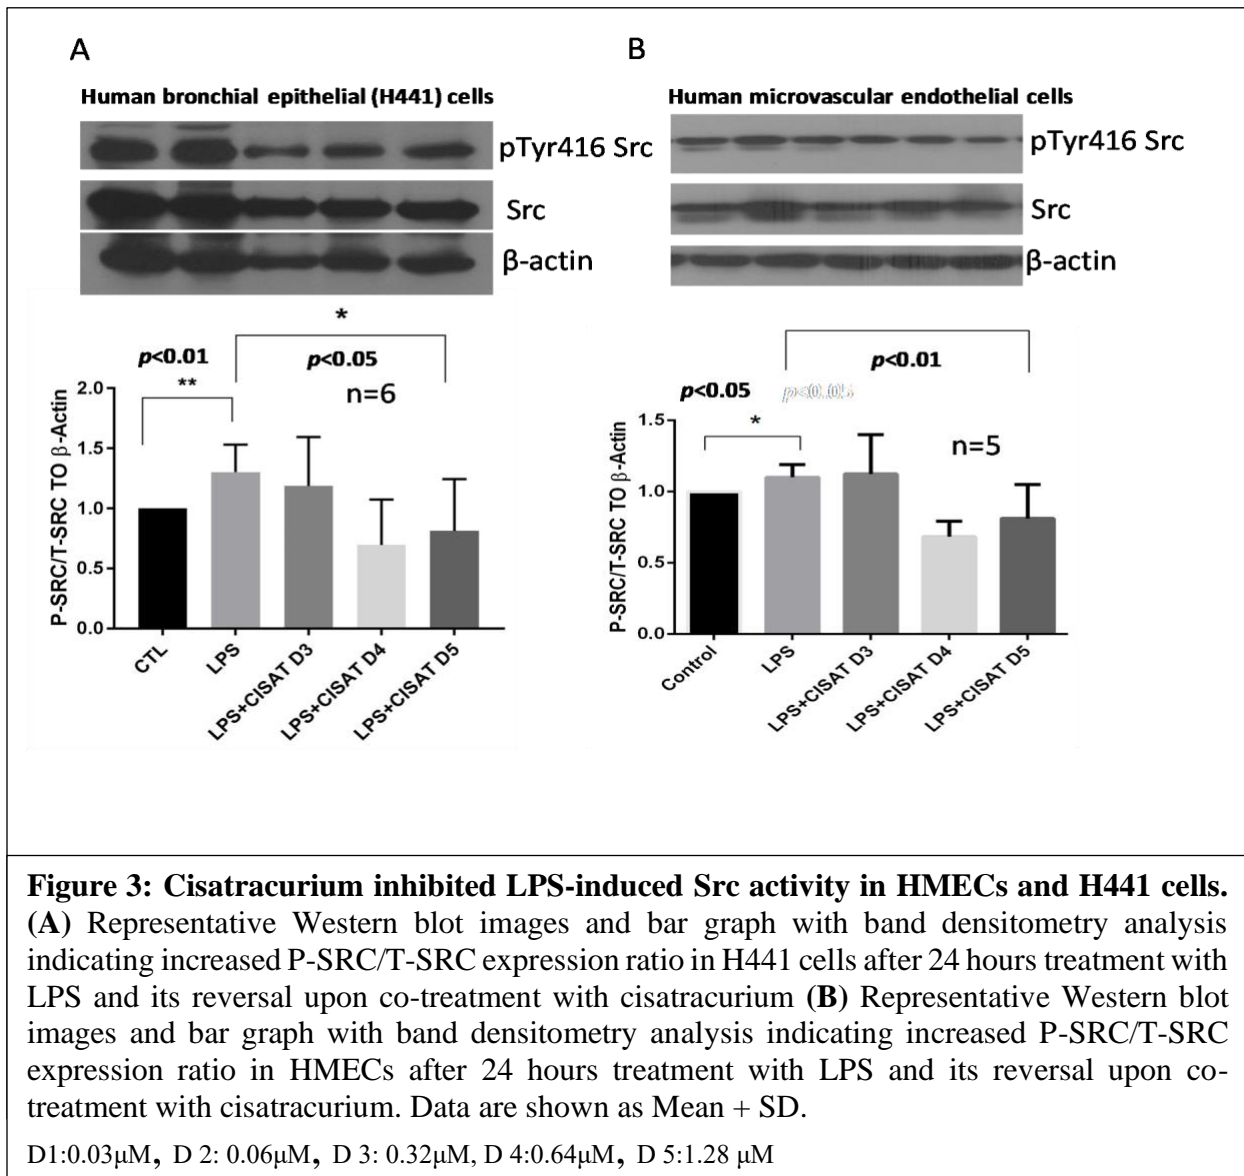 A
B
Human bronchial epithelial (H441) cells
Human microvascular endothelial cells
pTyr416 Src
Src
β-actin
pTyr416 Src
Src
β-actin
*
p<0.01
p<0.05
**
n=6
P-SRC/T-SRC TO β-Actin
2.0
1.5
1.0
0.5
0.0
CTL
LPS
LPS+CISAT D3
LPS+CISAT D4
LPS+CISAT D5
p<0.01
p<0.05
p<0.05
*
n=5
P-SRC/T-SRC TO β-Actin
1.5
1.0
0.5
0.0
Control
LPS
LPS+CISAT D3
LPS+CISAT D4
LPS+CISAT D5
Figure 3: Cisatracurium inhibited LPS-induced Src activity in HMECs and H441 cells.
(A) Representative Western blot images and bar graph with band densitometry analysis
indicating increased P-SRC/T-SRC expression ratio in H441 cells after 24 hours treatment with
LPS and its reversal upon co-treatment with cisatracurium (B) Representative Western blot
images and bar graph with band densitometry analysis indicating increased P-SRC/T-SRC
expression ratio in HMECs after 24 hours treatment with LPS and its reversal upon co-
treatment with cisatracurium. Data are shown as Mean + SD.
D1:0.03μM, D 2: 0.06μM, D 3: 0.32μM, D 4:0.64μM, D 5:1.28 μM